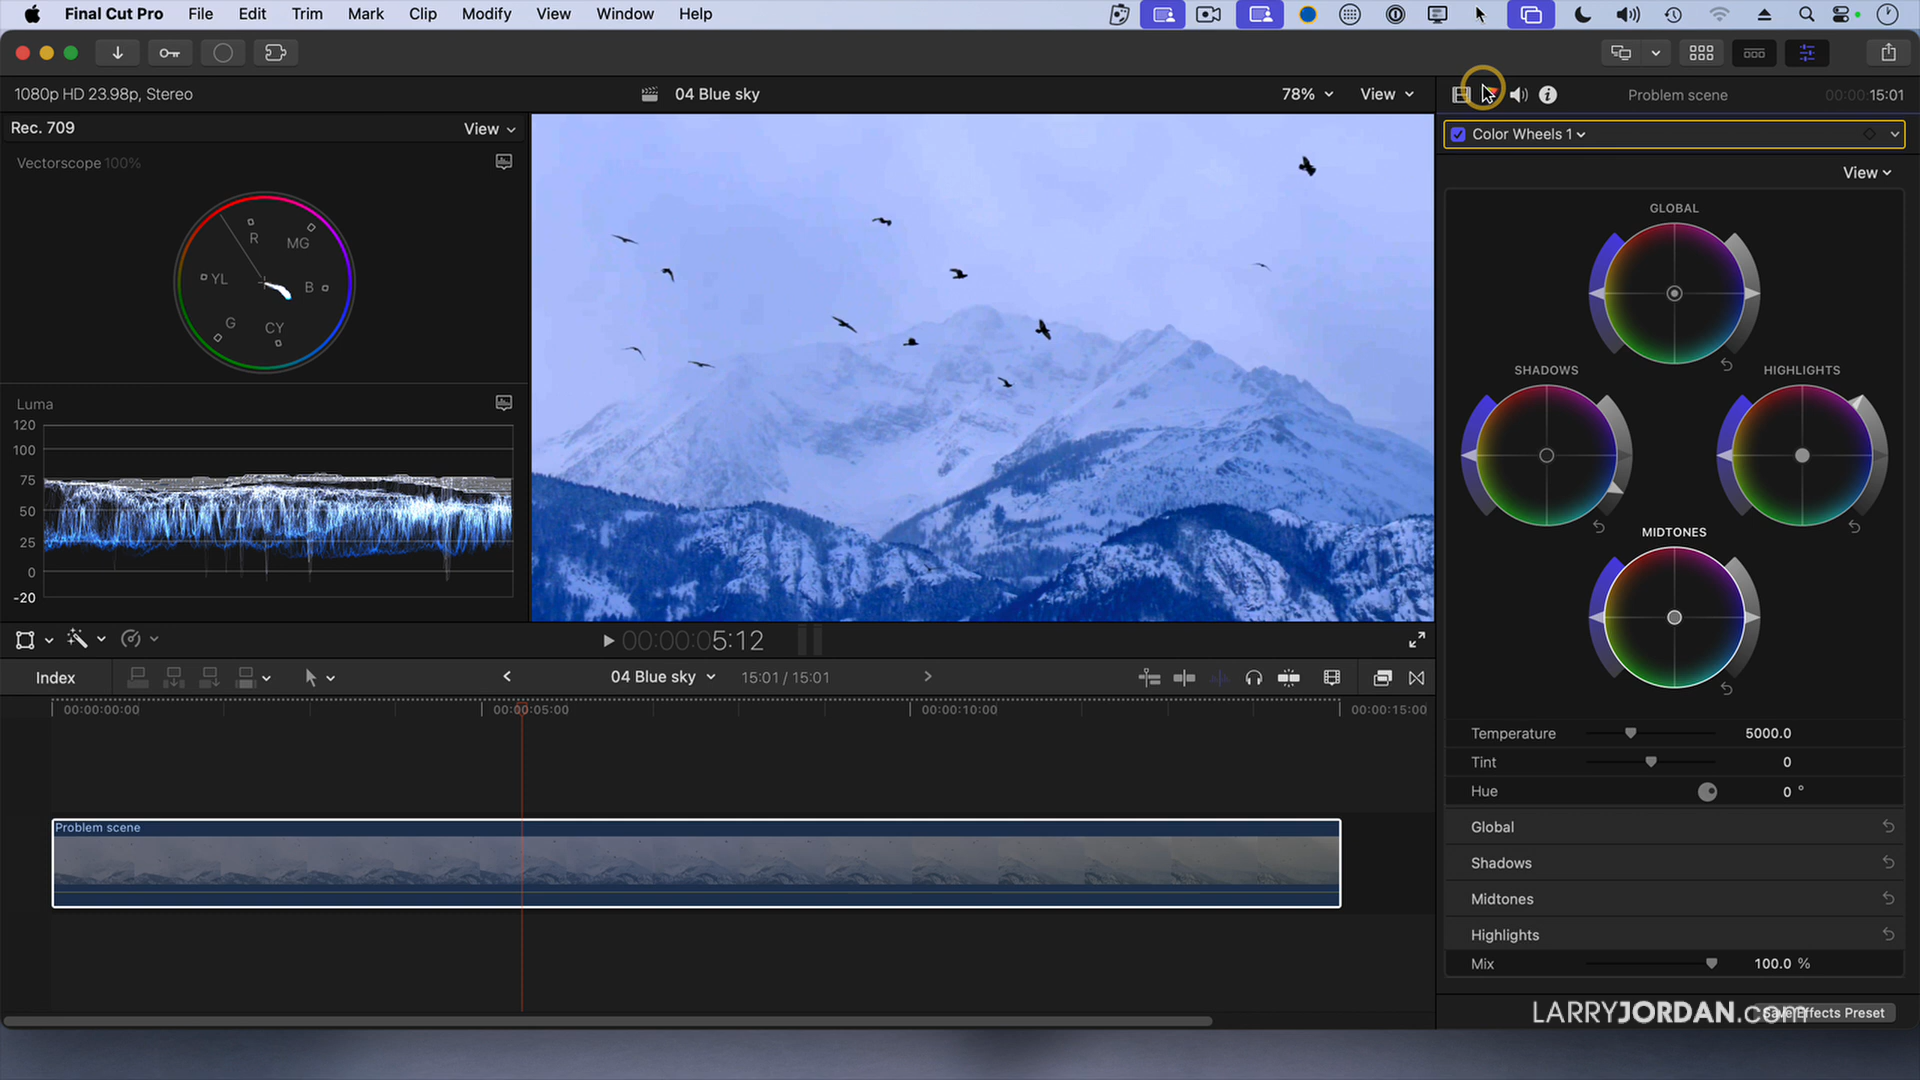 Final Cut Pro File Edit Trim Mark Clip Modify View Window Help
1080p HD 23.98p, Stereo
04 Blue sky
78% View
Problem scene
00:00:15:01
Rec. 709
View
Vectorscope 100%
R
MG
YL
B
G
CY
Luma
120
100
75
50
25
0
-20
Color Wheels 1
View
GLOBAL
SHADOWS
HIGHLIGHTS
MIDTONES
Temperature 5000.0
Tint 0
Hue 0 °
Global
Shadows
Midtones
Highlights
Mix 100.0 %
Save Effects Preset
LARRYJORDAN.com
00:00:05:12
Index
04 Blue sky
15:01 / 15:01
00:00:00:00
00:00:05:00
00:00:10:00
00:00:15:00
Problem scene